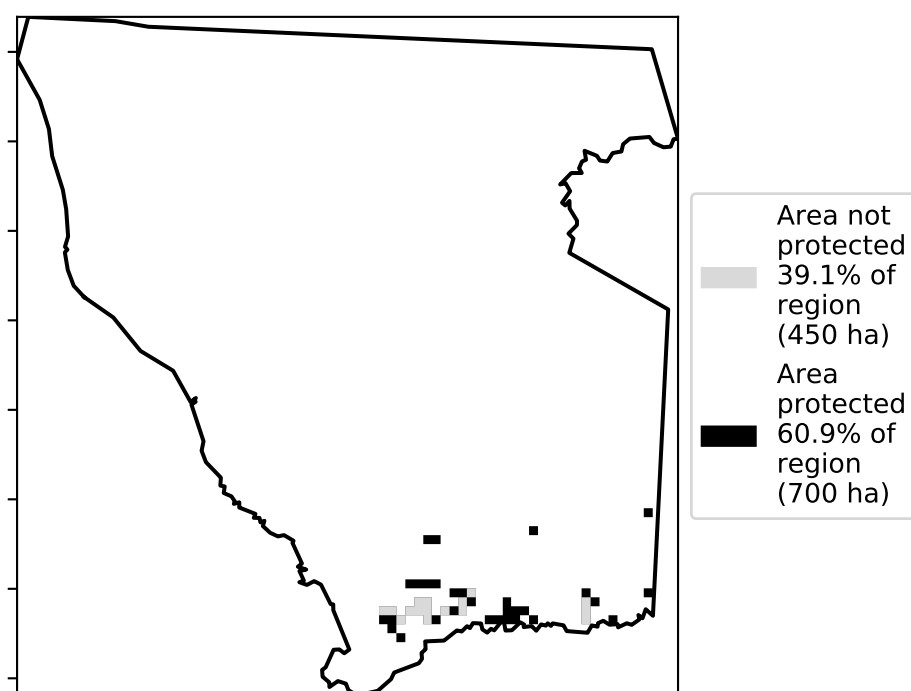 Area not
protected
39.1% of
region
(450 ha)
Area
protected
60.9% of
region
(700 ha)